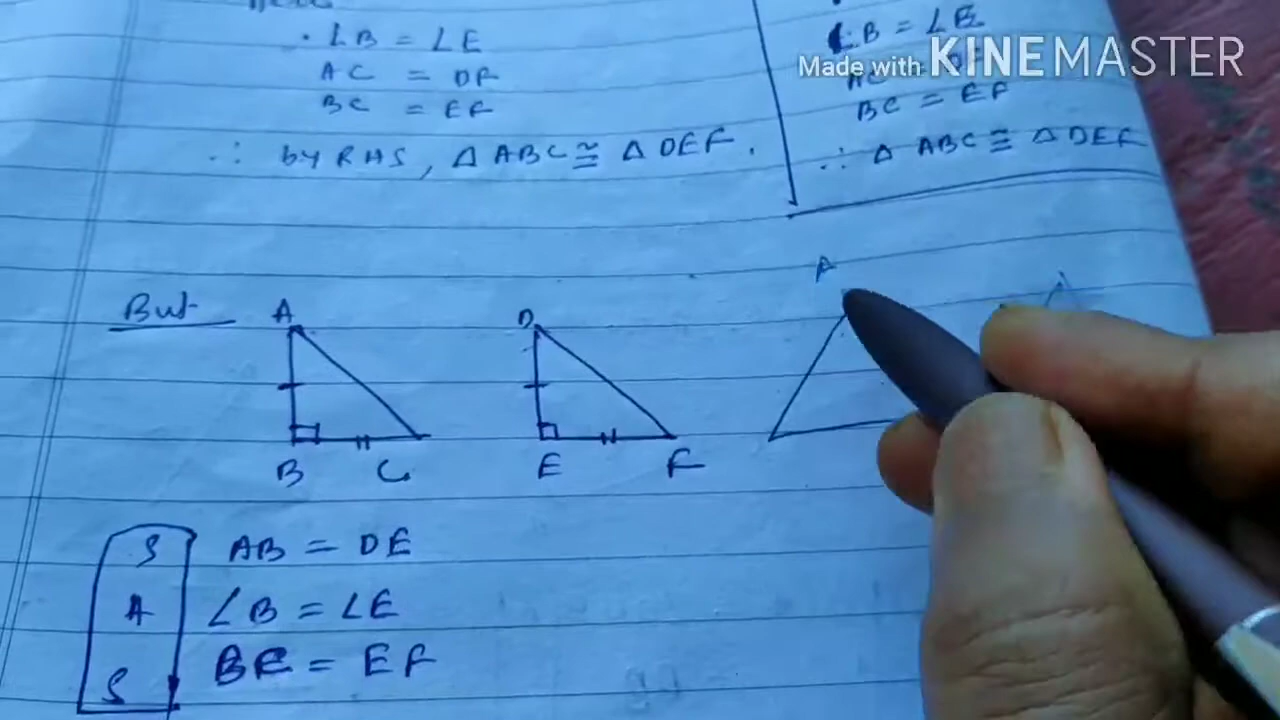 ∠B = ∠E
AC = DF
BC = EF
∴ by RHS, Δ ABC ≅ Δ DEF.
∠B = ∠E
BC = EF
∴ Δ ABC ≅ Δ DEF
Made with KINEMASTER
But
A
B
C
D
E
F
A
S AB = DE
A ∠B = ∠E
S BC = EF